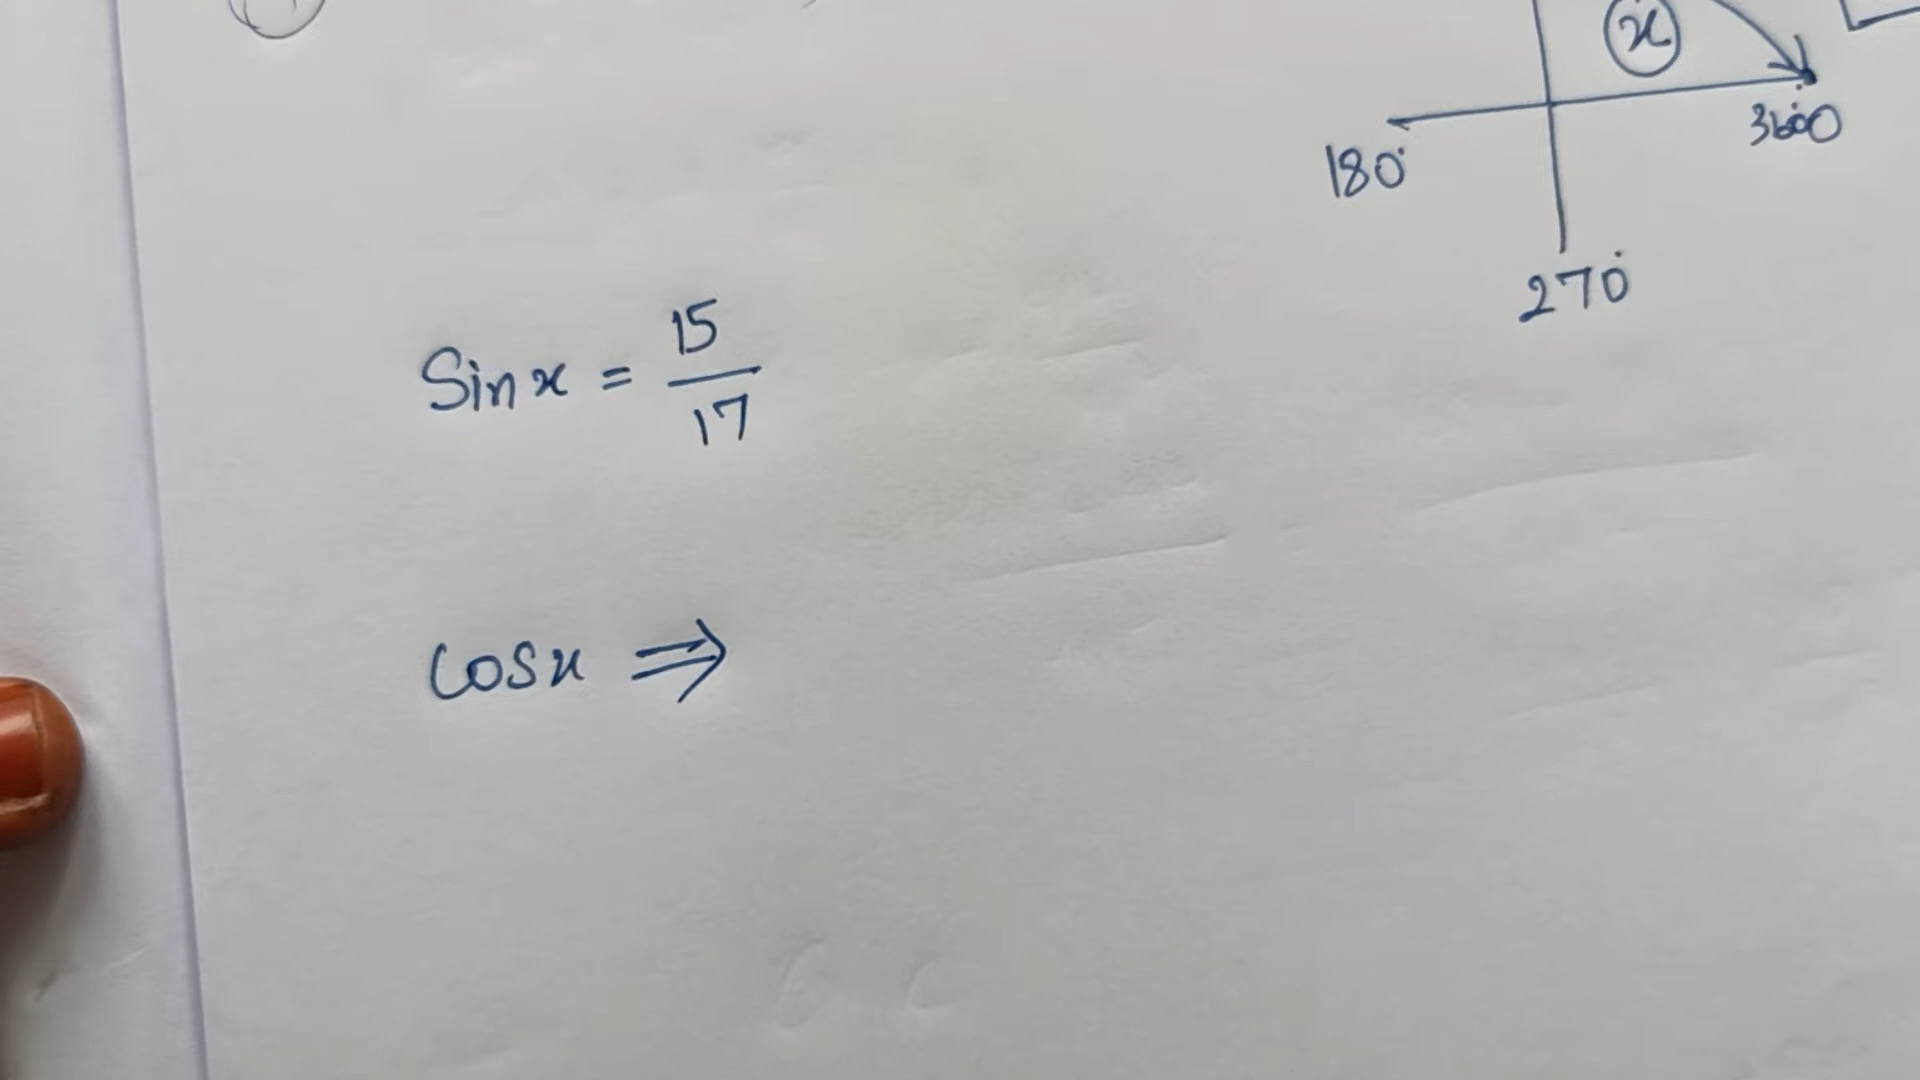 x
180°
360°
270°
Sin x = 15/17
cos x ⇒